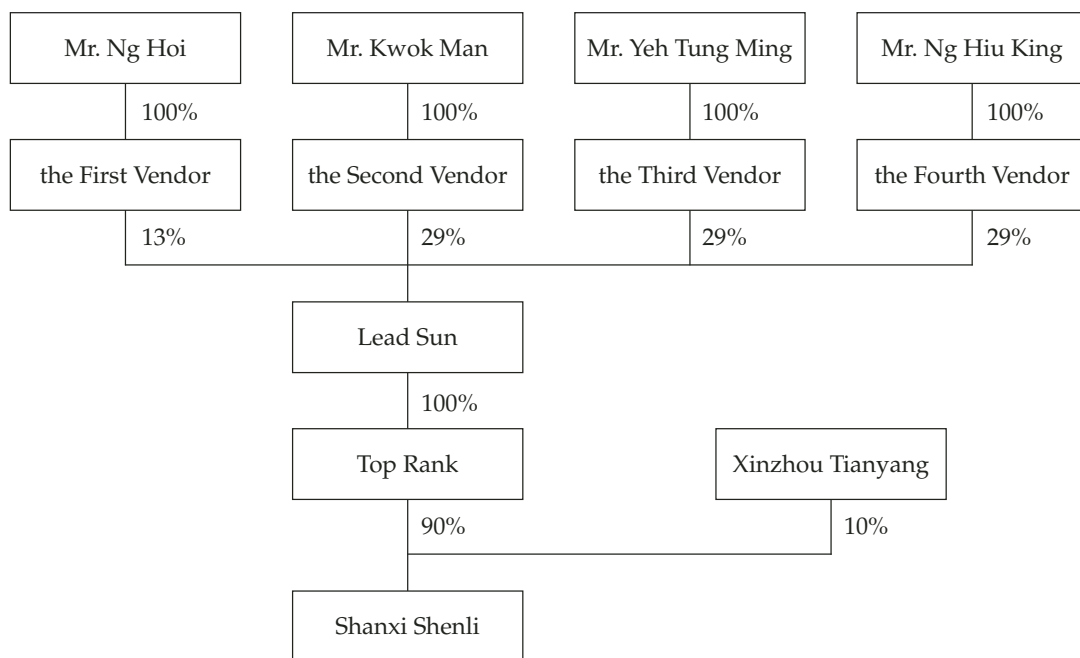 Mr. Ng Hoi
Mr. Kwok Man
Mr. Yeh Tung Ming
Mr. Ng Hiu King
100%
100%
100%
100%
the First Vendor
the Second Vendor
the Third Vendor
the Fourth Vendor
13%
29%
29%
29%
Lead Sun
100%
Top Rank
Xinzhou Tianyang
90%
10%
Shanxi Shenli